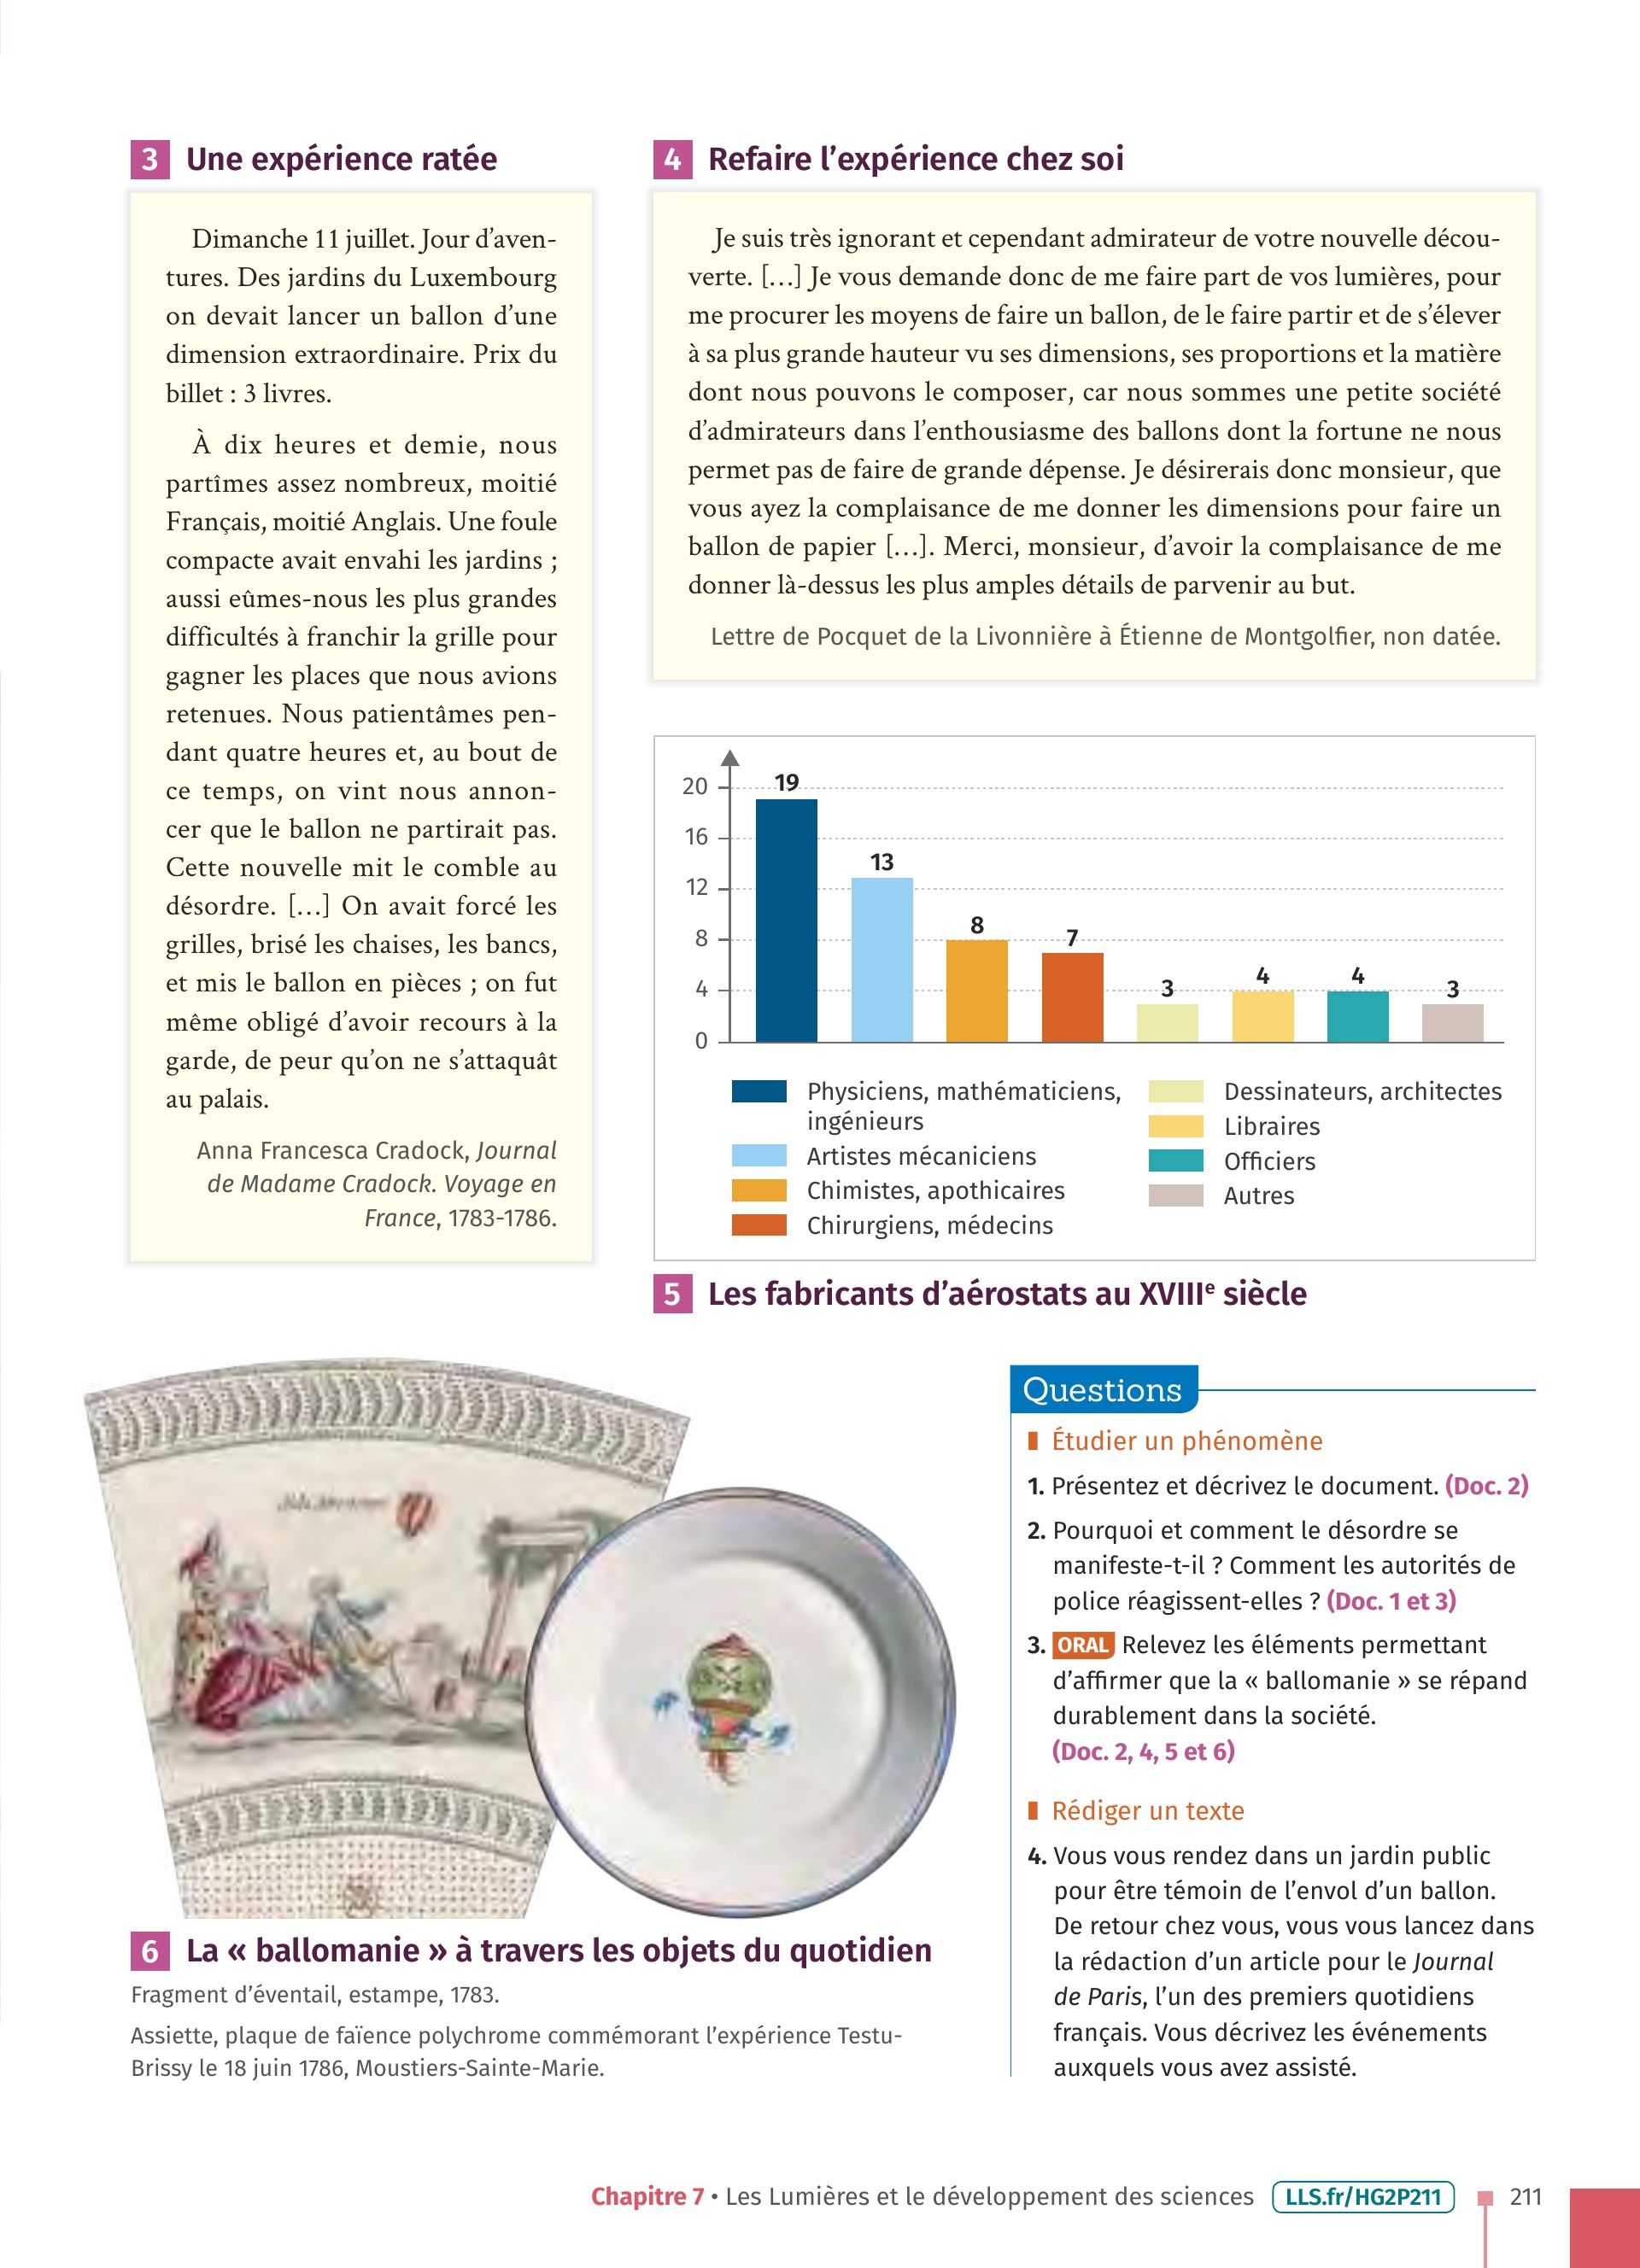 3 Une expérience ratée
Dimanche 11 juillet. Jour d’aven-
tures. Des jardins du Luxembourg
on devait lancer un ballon d’une
dimension extraordinaire. Prix du
billet : 3 livres.
À dix heures et demie, nous
partîmes assez nombreux, moitié
Français, moitié Anglais. Une foule
compacte avait envahi les jardins ;
aussi eûmes-nous les plus grandes
difficultés à franchir la grille pour
gagner les places que nous avions
retenues. Nous patientâmes pen-
dant quatre heures et, au bout de
ce temps, on vint nous annon-
cer que le ballon ne partirait pas.
Cette nouvelle mit le comble au
désordre. […] On avait forcé les
grilles, brisé les chaises, les bancs,
et mis le ballon en pièces ; on fut
même obligé d’avoir recours à la
garde, de peur qu’on ne s’attaquât
au palais.
Anna Francesca Cradock, Journal
de Madame Cradock. Voyage en
France, 1783-1786.
4 Refaire l’expérience chez soi
Je suis très ignorant et cependant admirateur de votre nouvelle décou-
verte. […] Je vous demande donc de me faire part de vos lumières, pour
me procurer les moyens de faire un ballon, de le faire partir et de s’élever
à sa plus grande hauteur vu ses dimensions, ses proportions et la matière
dont nous pouvons le composer, car nous sommes une petite société
d’admirateurs dans l’enthousiasme des ballons dont la fortune ne nous
permet pas de faire de grande dépense. Je désirerais donc monsieur, que
vous ayez la complaisance de me donner les dimensions pour faire un
ballon de papier […]. Merci, monsieur, d’avoir la complaisance de me
donner là-dessus les plus amples détails de parvenir au but.
Lettre de Pocquet de la Livonnière à Étienne de Montgolfier, non datée.
20
16
12
8
4
0
19
13
8
7
3
4
4
3
Physiciens, mathématiciens,
ingénieurs
Artistes mécaniciens
Chimistes, apothicaires
Chirurgiens, médecins
Dessinateurs, architectes
Libraires
Officiers
Autres
5 Les fabricants d’aérostats au XVIIIe siècle
6 La « ballomanie » à travers les objets du quotidien
Fragment d’éventail, estampe, 1783.
Assiette, plaque de faïence polychrome commémorant l’expérience Testu-
Brissy le 18 juin 1786, Moustiers-Sainte-Marie.
Questions
Étudier un phénomène
1. Présentez et décrivez le document. (Doc. 2)
2. Pourquoi et comment le désordre se
manifeste-t-il ? Comment les autorités de
police réagissent-elles ? (Doc. 1 et 3)
3. ORAL Relevez les éléments permettant
d’affirmer que la « ballomanie » se répand
durablement dans la société.
(Doc. 2, 4, 5 et 6)
Rédiger un texte
4. Vous vous rendez dans un jardin public
pour être témoin de l’envol d’un ballon.
De retour chez vous, vous vous lancez dans
la rédaction d’un article pour le Journal
de Paris, l’un des premiers quotidiens
français. Vous décrivez les événements
auxquels vous avez assisté.
Chapitre 7 • Les Lumières et le développement des sciences LLS.fr/HG2P211 211